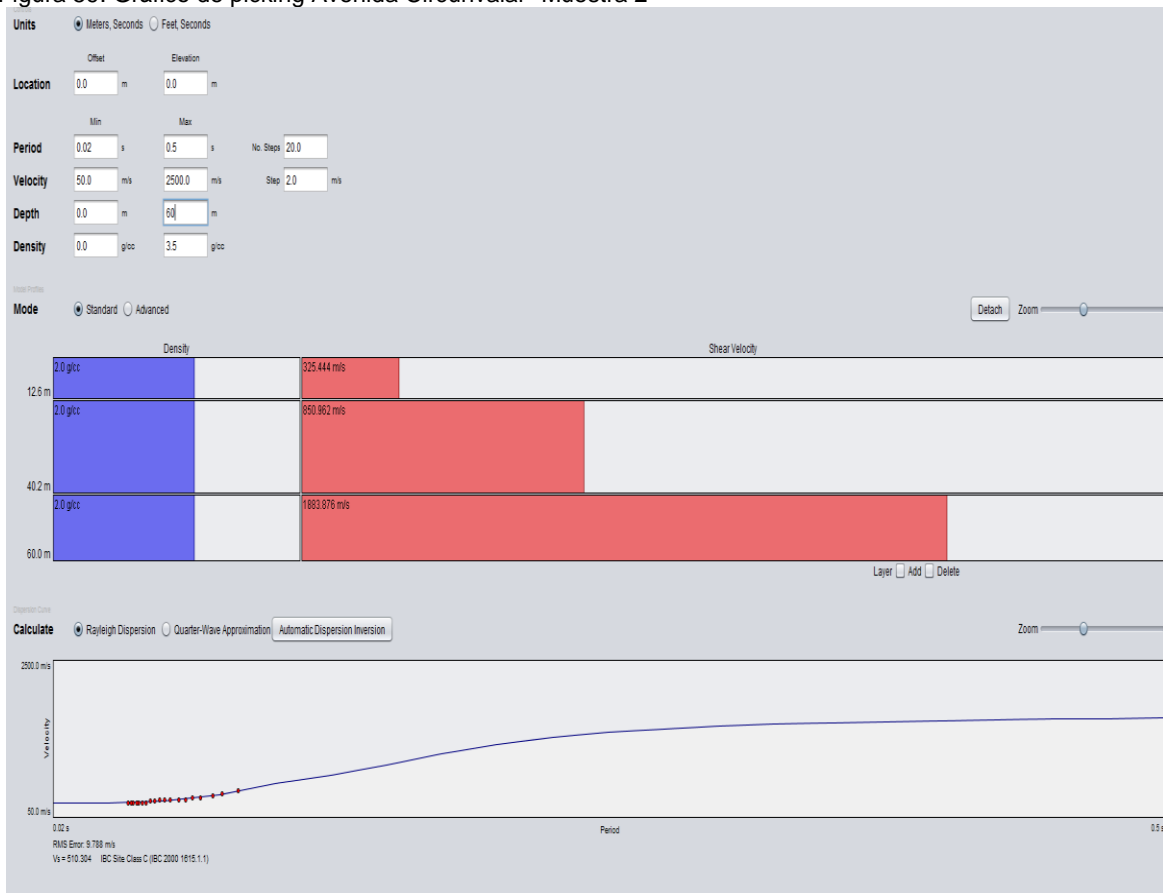 Figura 30. Gráfico de picking Avenida Circunvalar- Muestra 2
Units Meters, Seconds Feet, Seconds
Offset Elevation
Location 0.0 m 0.0 m
Min Max
Period 0.02 s 0.5 s No. Steps 20.0
Velocity 50.0 m/s 2500.0 m/s Step 2.0 m/s
Depth 0.0 m 60 m
Density 0.0 g/cc 3.5 g/cc
Model Profiles
Mode Standard Advanced Detach Zoom
Density Shear Velocity
2.0 g/cc 325.444 m/s
12.6 m
2.0 g/cc 850.962 m/s
40.2 m
2.0 g/cc 1883.876 m/s
60.0 m
Layer Add Delete
Dispersion Curve
Calculate Rayleigh Dispersion Quarter-Wave Approximation Automatic Dispersion Inversion Zoom
2500.0 m/s
Velocity
50.0 m/s
0.02 s Period 0.5 s
RMS Error: 9.788 m/s
Vs = 510.304 IBC Site Class C (IBC 2000 1615.1.1)